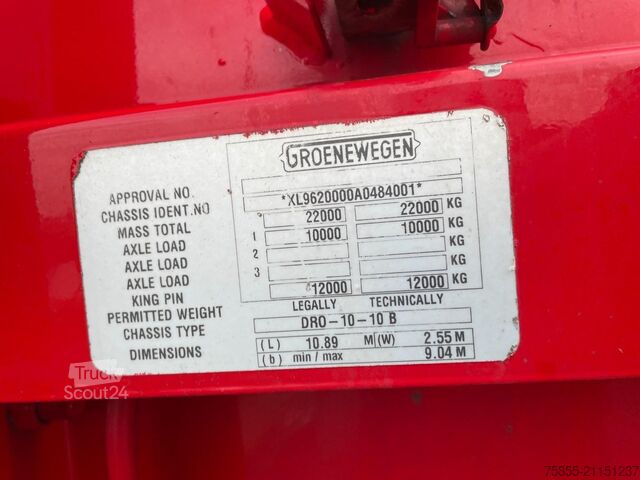 GROENEWEGEN
APPROVAL NO.
CHASSIS IDENT.NO *XL9620000A0484001*
MASS TOTAL 22000 22000 KG
AXLE LOAD 1 10000 10000 KG
AXLE LOAD 2 KG
AXLE LOAD 3 KG
KING PIN 12000 12000 KG
PERMITTED WEIGHT LEGALLY TECHNICALLY
CHASSIS TYPE DRO-10-10 B
DIMENSIONS (L) 10.89 M (W) 2.55 M
(b) min / max 9.04 M
Truck
Scout24
75855-21151237